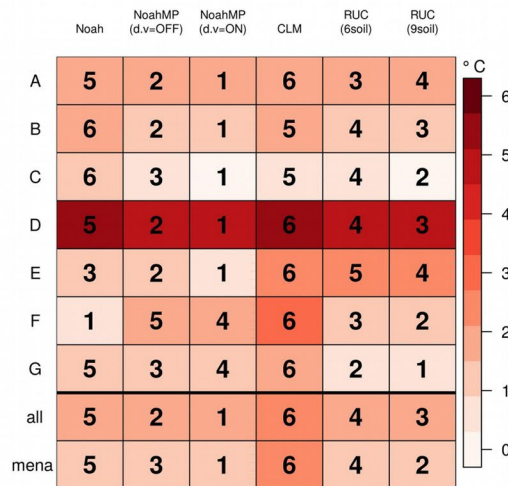 Noah NoahMP (d.v=OFF) NoahMP (d.v=ON) CLM RUC (6soil) RUC (9soil)
° C
A 5 2 1 6 3 4
B 6 2 1 5 4 3
C 6 3 1 5 4 2
D 5 2 1 6 4 3
E 3 2 1 6 5 4
F 1 5 4 6 3 2
G 5 3 4 6 2 1
all 5 2 1 6 4 3
mena 5 3 1 6 4 2
6
5
4
3
2
1
0